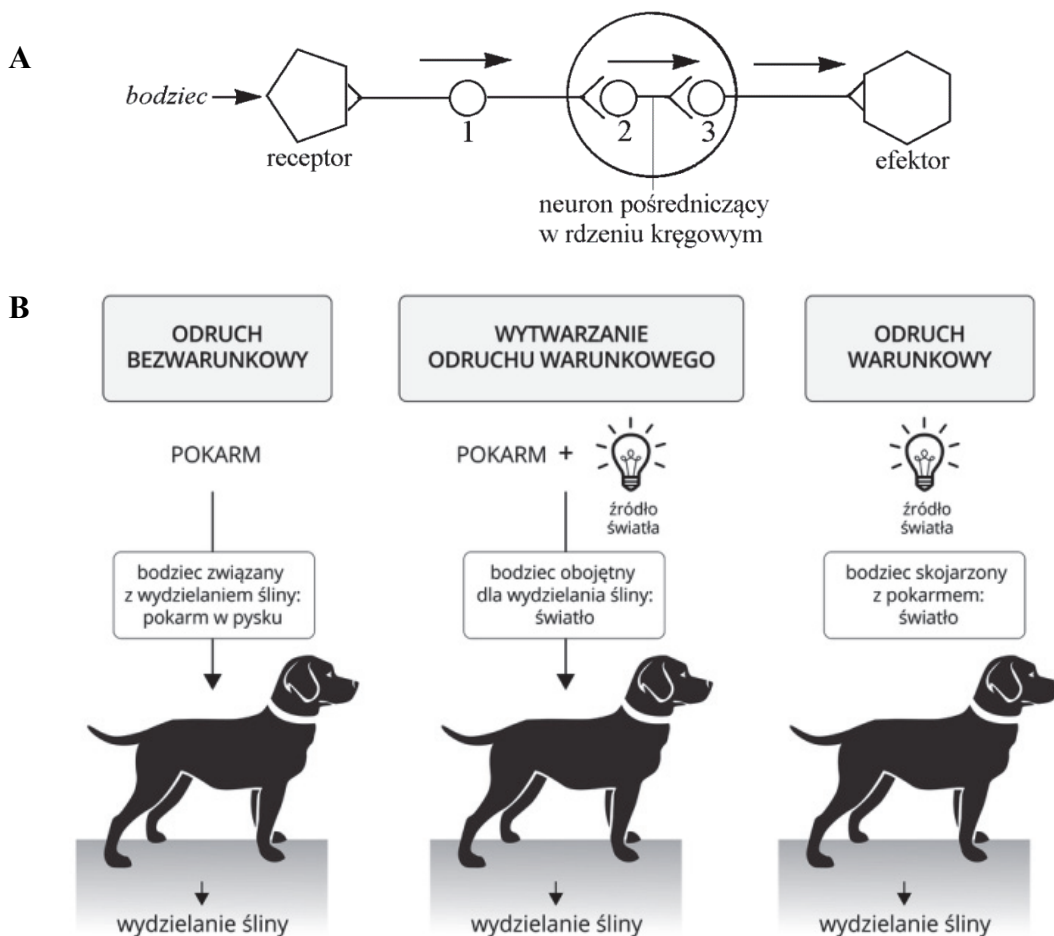 A
bodziec
receptor
1
2
3
efektor
neuron pośredniczący
w rdzeniu kręgowym
B
ODRUCH
BEZWARUNKOWY
WYTWARZANIE
ODRUCHU WARUNKOWEGO
ODRUCH
WARUNKOWY
POKARM
POKARM +
źródło
światła
źródło
światła
bodziec związany
z wydzielaniem śliny:
pokarm w pysku
bodziec obojętny
dla wydzielania śliny:
światło
bodziec skojarzony
z pokarmem:
światło
wydzielanie śliny
wydzielanie śliny
wydzielanie śliny